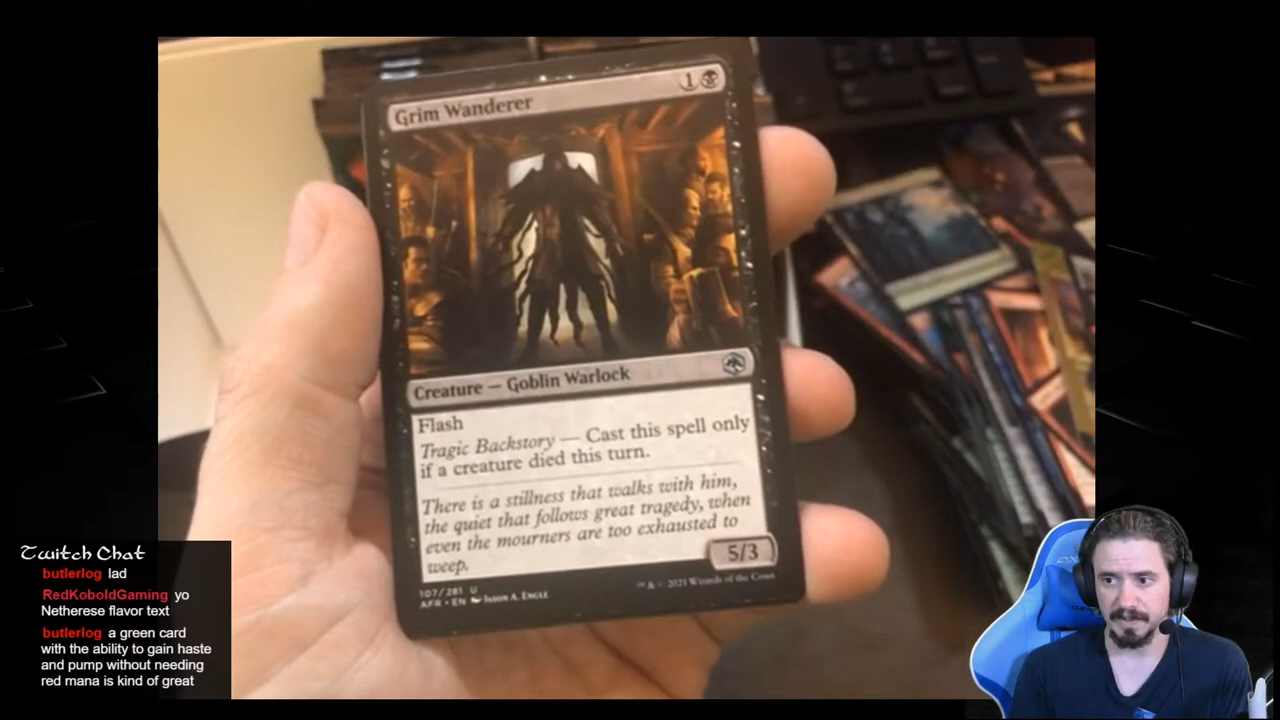 Grim Wanderer 1
Creature — Goblin Warlock
Flash
Tragic Backstory — Cast this spell only
if a creature died this turn.
There is a stillness that walks with him,
the quiet that follows great tragedy, when
even the mourners are too exhausted to
weep.
5/3
107/281 U
AFR • EN Jason A. Engle
™ & © 2021 Wizards of the Coast
Twitch Chat
butlerlog lad
RedKoboldGaming yo
Netherese flavor text
butlerlog a green card
with the ability to gain haste
and pump without needing
red mana is kind of great